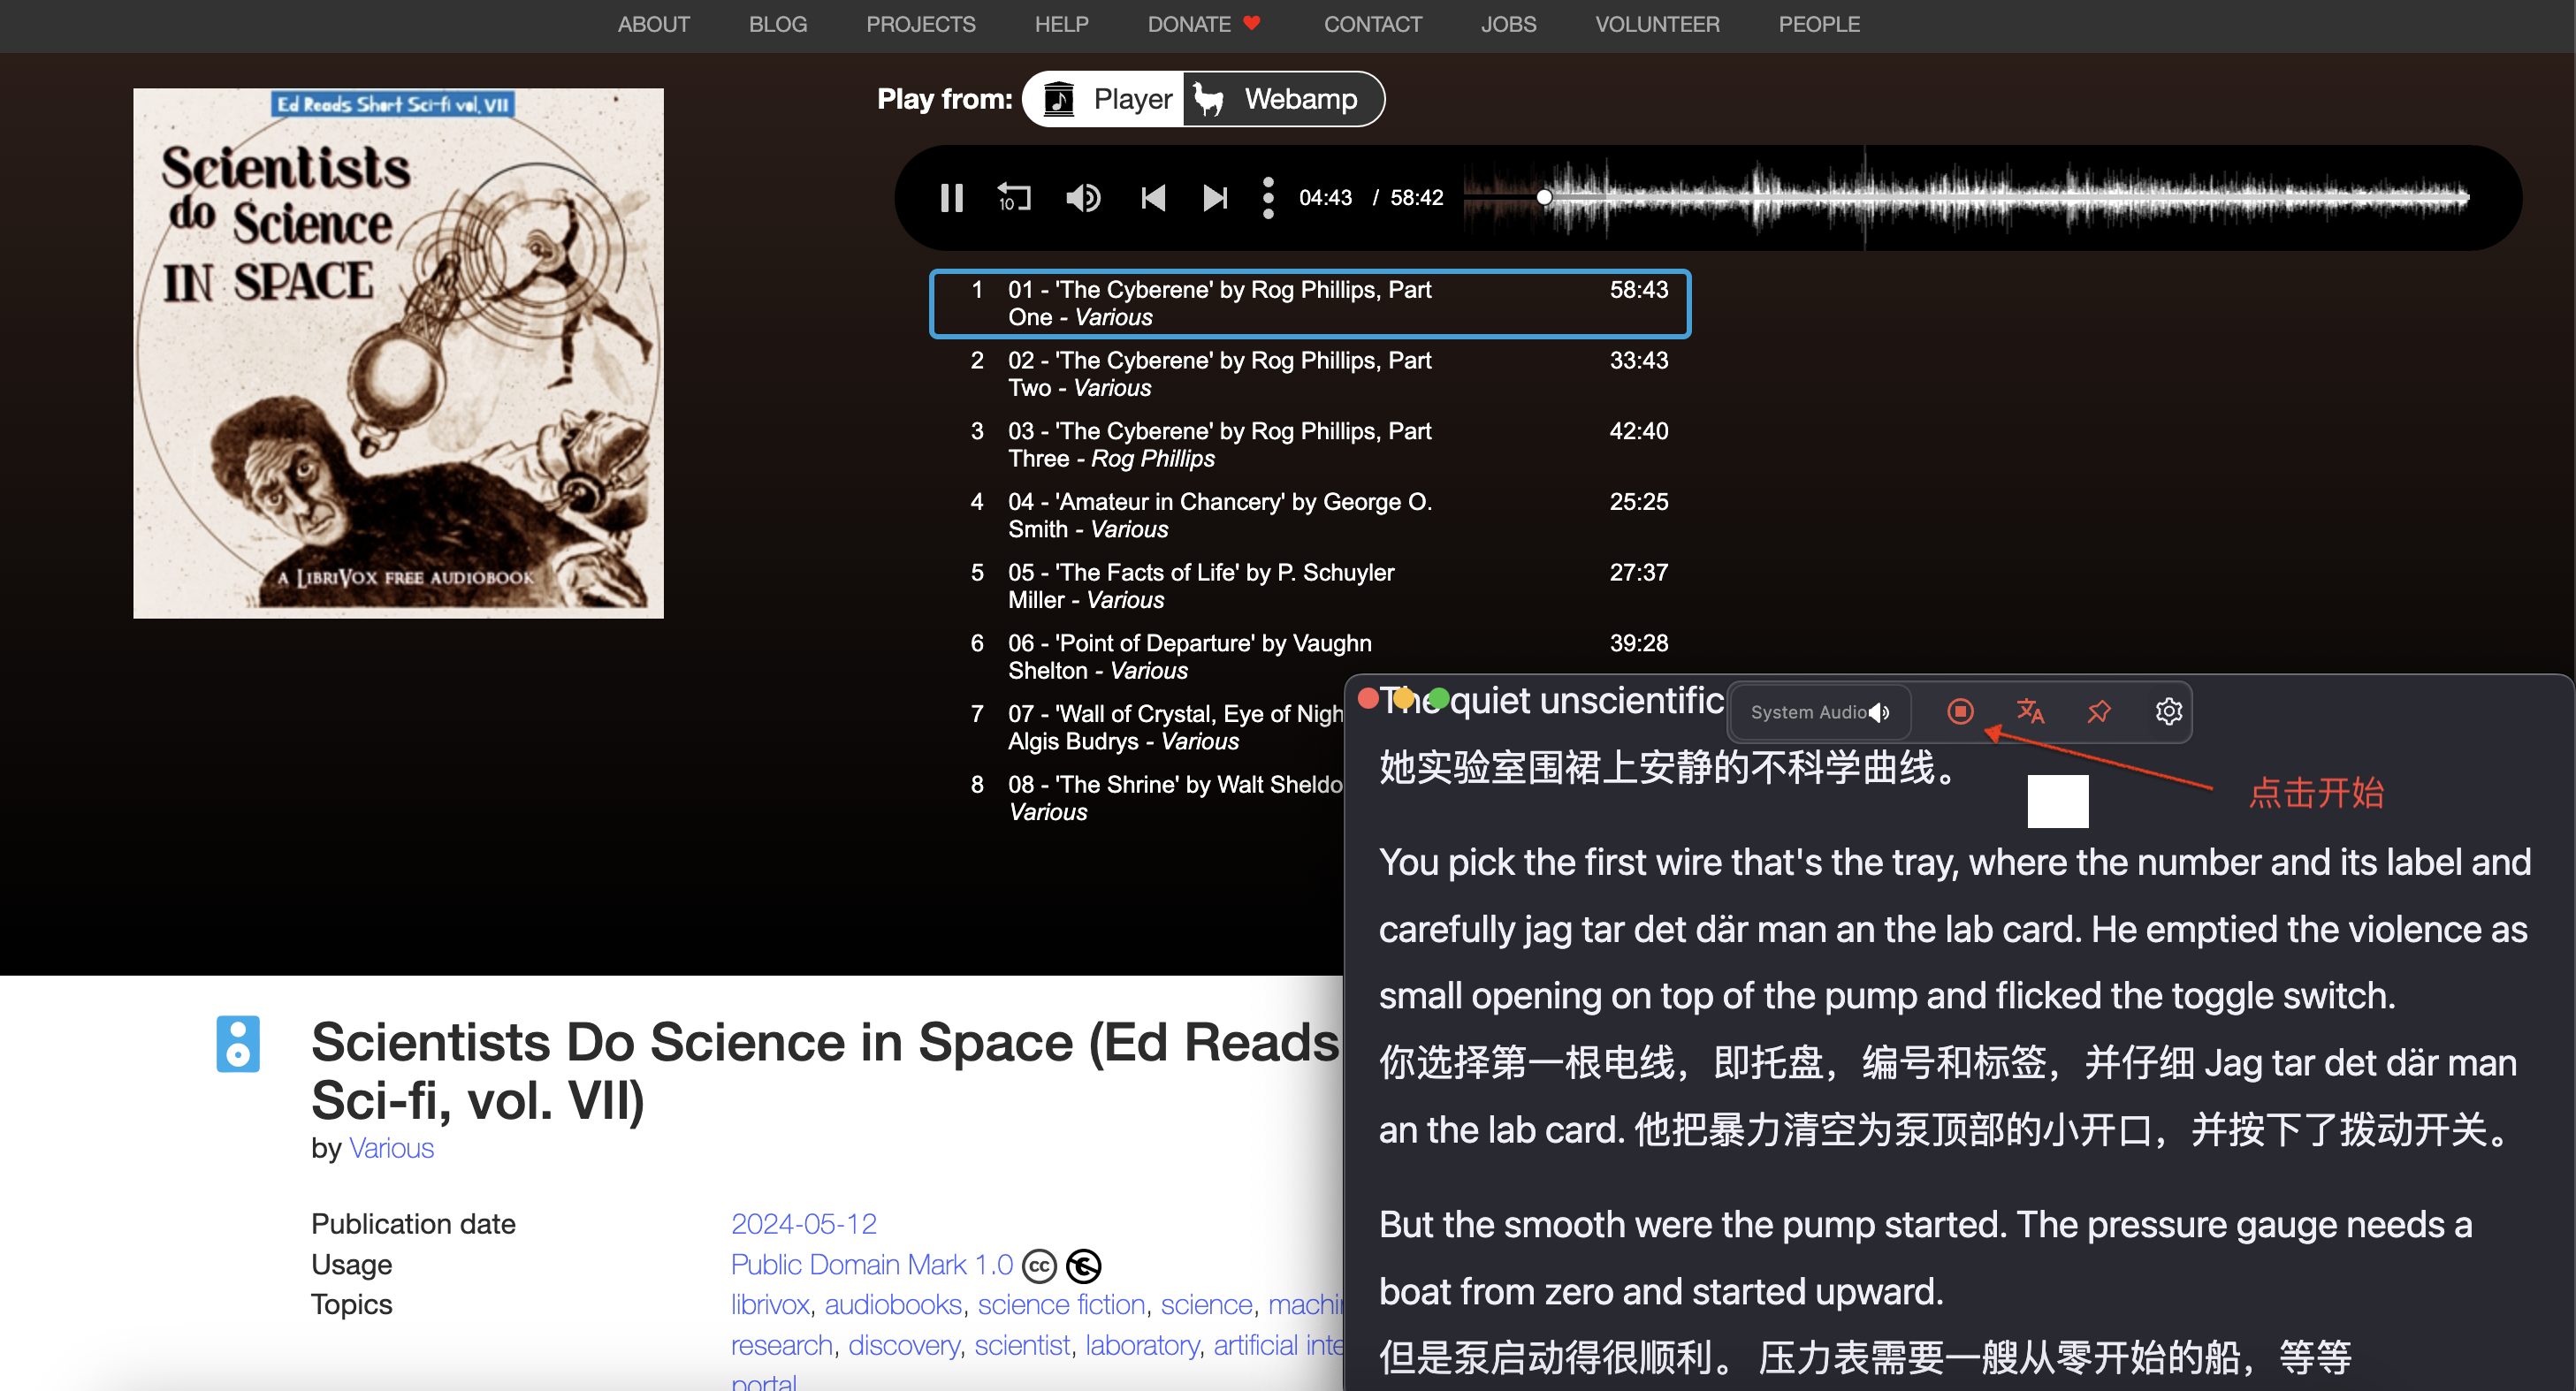 ABOUT BLOG PROJECTS HELP DONATE CONTACT JOBS VOLUNTEER PEOPLE
Ed Reads Short Sci-fi vol. VII
Scientists
do Science
IN SPACE
A LIBRIVOX FREE AUDIOBOOK
Play from: Player Webamp
10 04:43 / 58:42
1 01 - 'The Cyberene' by Rog Phillips, Part 58:43
One - Various
2 02 - 'The Cyberene' by Rog Phillips, Part 33:43
Two - Various
3 03 - 'The Cyberene' by Rog Phillips, Part 42:40
Three - Rog Phillips
4 04 - 'Amateur in Chancery' by George O. 25:25
Smith - Various
5 05 - 'The Facts of Life' by P. Schuyler 27:37
Miller - Various
6 06 - 'Point of Departure' by Vaughn 39:28
Shelton - Various
7 07 - 'Wall of Crystal, Eye of Nigh
Algis Budrys - Various
8 08 - 'The Shrine' by Walt Sheldo
Various
Scientists Do Science in Space (Ed Reads
Sci-fi, vol. VII)
by Various
Publication date 2024-05-12
Usage Public Domain Mark 1.0
Topics librivox, audiobooks, science fiction, science, machi
research, discovery, scientist, laboratory, artificial inte
portal
The quiet unscientific
System Audio
她实验室围裙上安静的不科学曲线。
点击开始
You pick the first wire that's the tray, where the number and its label and
carefully jag tar det där man an the lab card. He emptied the violence as
small opening on top of the pump and flicked the toggle switch.
你选择第一根电线，即托盘，编号和标签，并仔细 Jag tar det där man
an the lab card. 他把暴力清空为泵顶部的小开口，并按下了拨动开关。
But the smooth were the pump started. The pressure gauge needs a
boat from zero and started upward.
但是泵启动得很顺利。 压力表需要一艘从零开始的船，等等